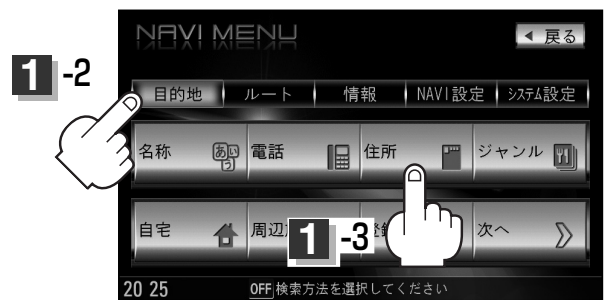 NAVI MENU
◀ 戻る
1 -2
目的地 ルート 情報 NAVI設定 システム設定
名称 あいう 電話 住所 ジャンル
自宅 周辺 1 -3 次へ
20 25 OFF 検索方法を選択してください